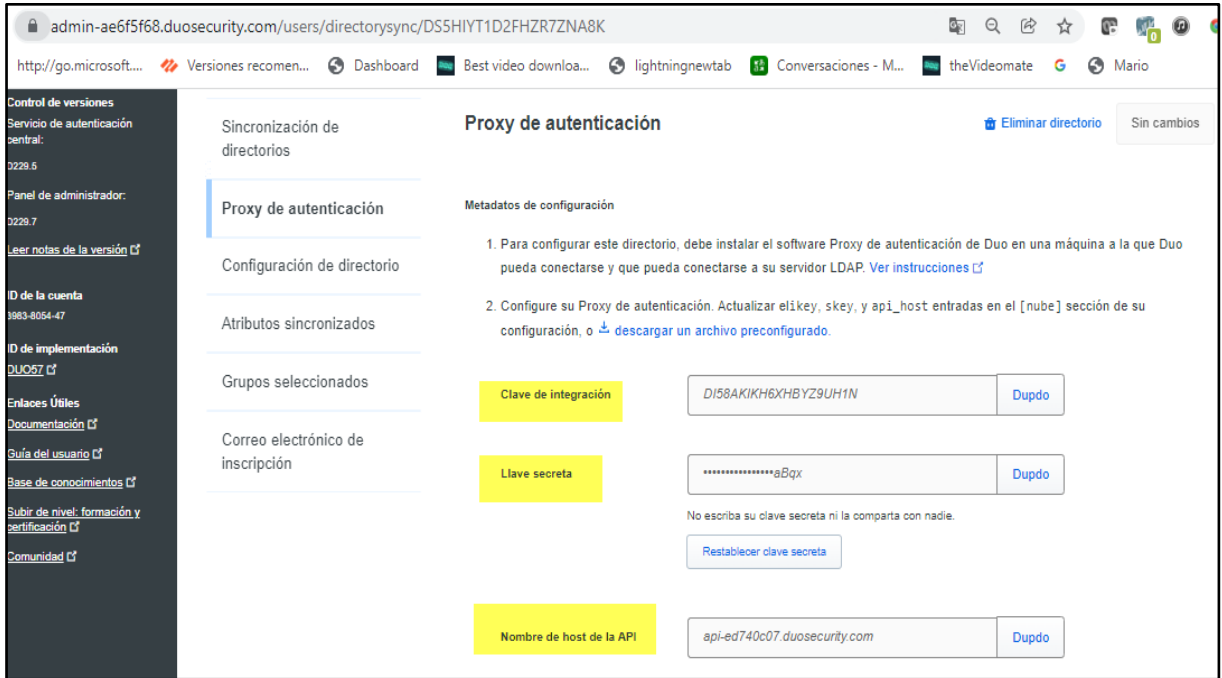 admin-ae6f5f68.duosecurity.com/users/directorysync/DS5HIYT1D2FHZR7ZNA8K
http://go.microsoft.... Versiones recomen... Dashboard Best video downloa... lightningnewtab Conversaciones - M... theVideomate Mario
Control de versiones
Servicio de autenticación
central:
D229.5
Panel de administrador:
D229.7
Leer notas de la versión
ID de la cuenta
3983-8054-47
ID de implementación
DUO57
Enlaces Útiles
Documentación
Guía del usuario
Base de conocimientos
Subir de nivel: formación y
certificación
Comunidad
Sincronización de
directorios
Proxy de autenticación
Configuración de directorio
Atributos sincronizados
Grupos seleccionados
Correo electrónico de
inscripción
Proxy de autenticación
Eliminar directorio
Sin cambios
Metadatos de configuración
1. Para configurar este directorio, debe instalar el software Proxy de autenticación de Duo en una máquina a la que Duo
pueda conectarse y que pueda conectarse a su servidor LDAP. Ver instrucciones
2. Configure su Proxy de autenticación. Actualizar elikey, skey, y api_host entradas en el [nube] sección de su
configuración, o descargar un archivo preconfigurado.
Clave de integración
DI58AKIKH6XHBYZ9UH1N
Dupdo
Llave secreta
••••••••••••••••aBqx
Dupdo
No escriba su clave secreta ni la comparta con nadie.
Restablecer clave secreta
Nombre de host de la API
api-ed740c07.duosecurity.com
Dupdo